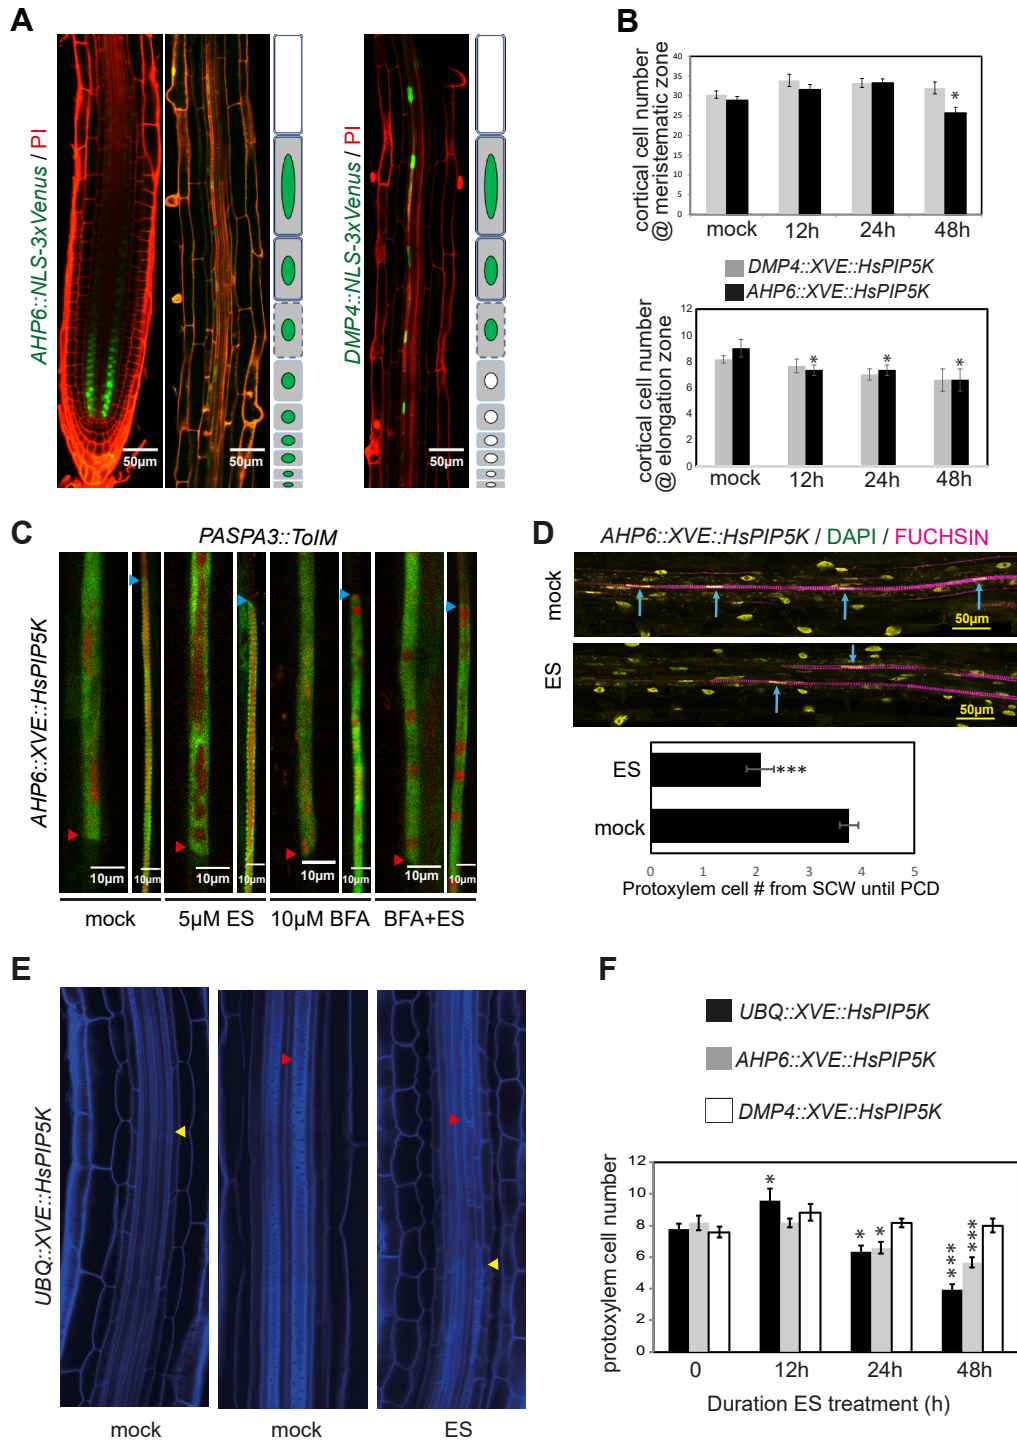 A
AHP6::NLS-3xVenus / PI
50µm
50µm
DMP4::NLS-3xVenus / PI
50µm
B
cortical cell number
@ meristematic zone
40
35
30
25
20
15
10
5
0
*
mock 12h 24h 48h
DMP4::XVE::HsPIP5K
AHP6::XVE::HsPIP5K
cortical cell number
@ elongation zone
12
10
8
6
4
2
0
* * *
mock 12h 24h 48h
C
PASPA3::ToIM
AHP6::XVE::HsPIP5K
10µm 10µm 10µm 10µm 10µm 10µm 10µm 10µm
mock 5µM ES 10µM BFA BFA+ES
D
AHP6::XVE::HsPIP5K / DAPI / FUCHSIN
mock
50µm
ES
50µm
ES
***
mock
0 1 2 3 4 5
Protoxylem cell # from SCW until PCD
E
UBQ::XVE::HsPIP5K
mock mock ES
F
UBQ::XVE::HsPIP5K
AHP6::XVE::HsPIP5K
DMP4::XVE::HsPIP5K
protoxylem cell number
12
10
8
6
4
2
0
* * * *** ***
0 12h 24h 48h
Duration ES treatment (h)